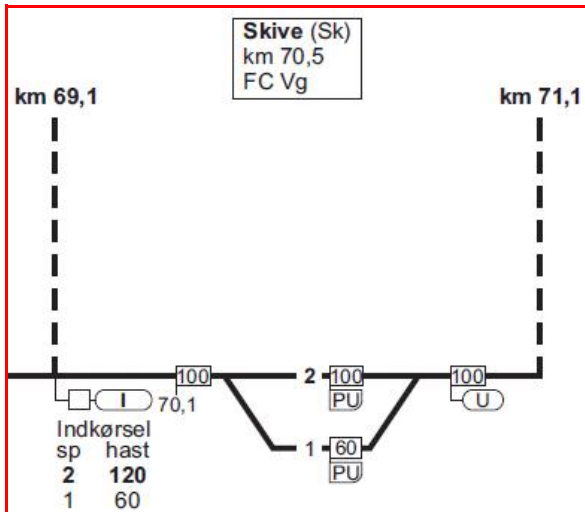 Skive (Sk)
km 70,5
FC Vg
km 69,1
km 71,1
100
2
100
100
I
70,1
PU
U
Indkørsel
sp hast
2 120
1 60
1
60
PU